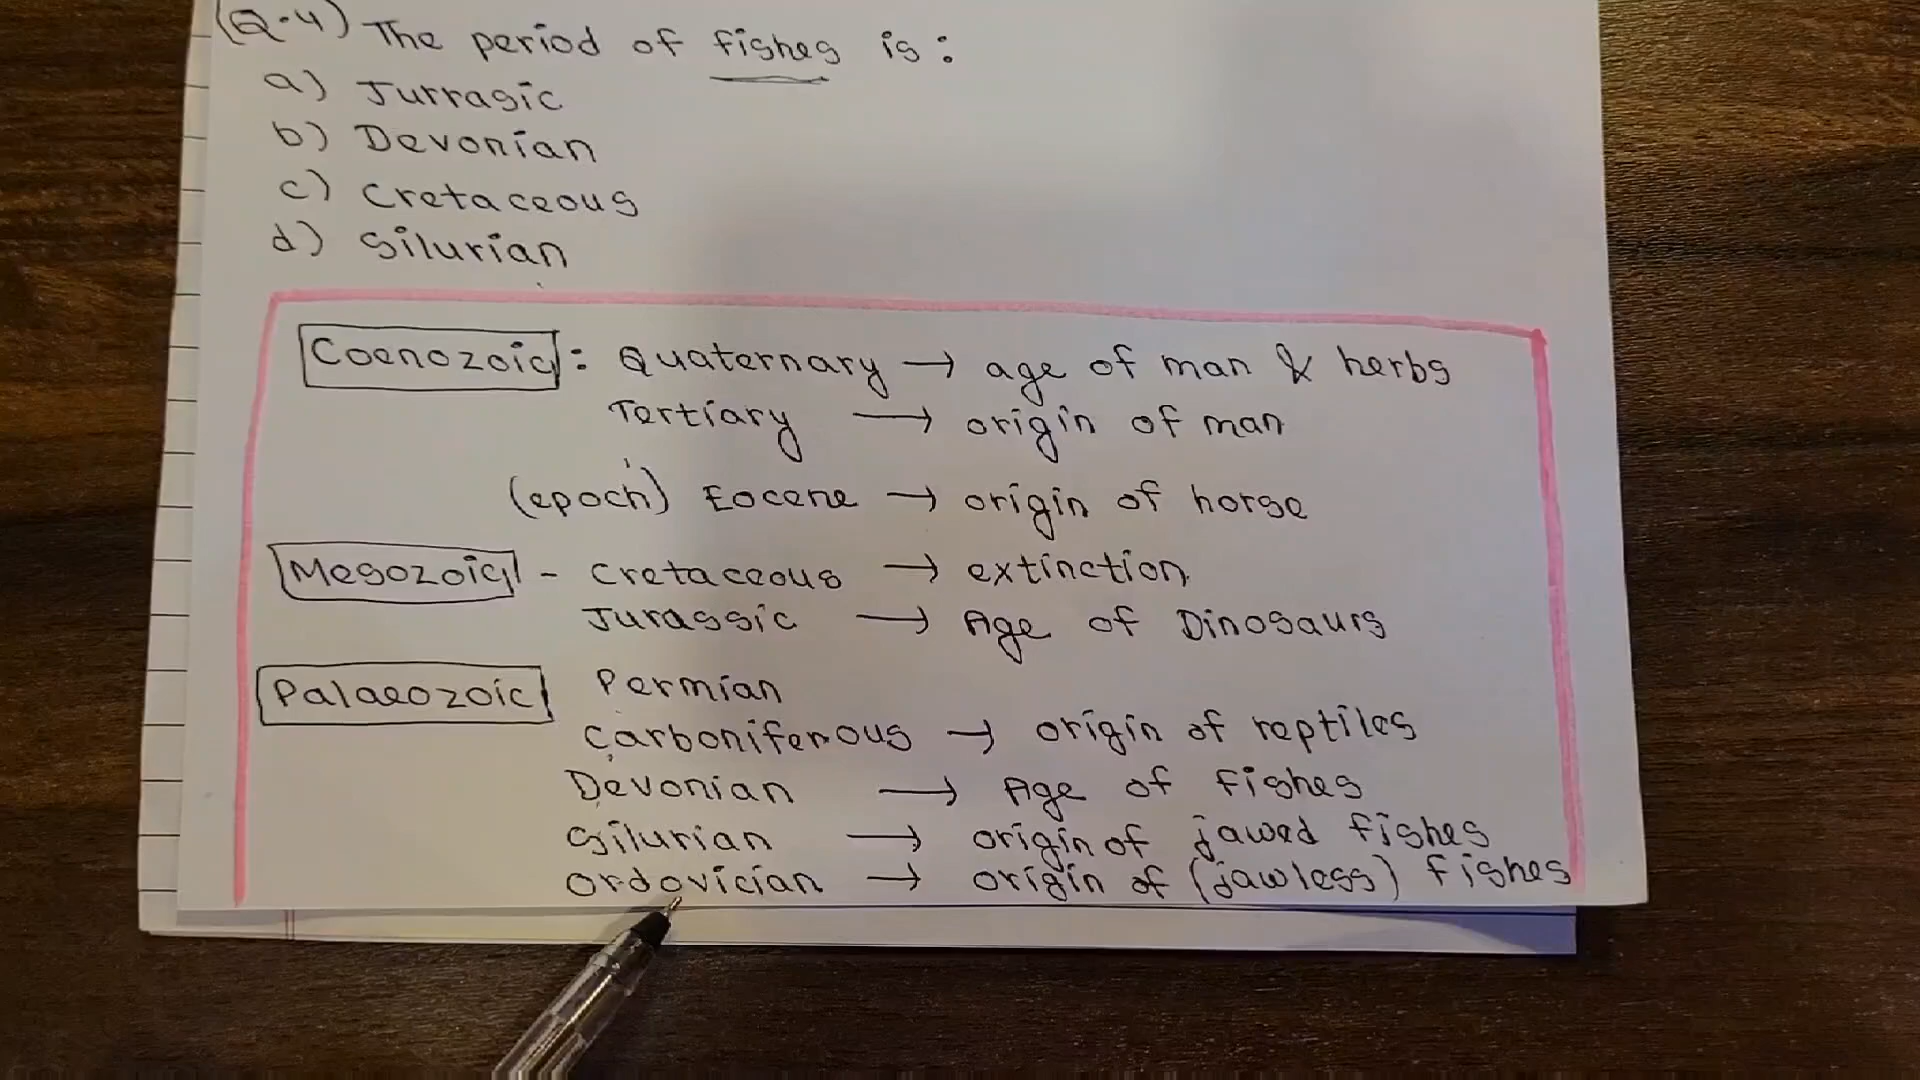 (Q.4) The period of fishes is :
a) Jurrasic
b) Devonian
c) Cretaceous
d) Silurian
Coenozoic : Quaternary → age of man & herbs
Tertiary → origin of man
(epoch) Eocene → origin of horse
Mesozoic - Cretaceous → extinction
Jurassic → Age of Dinosaurs
Palaeozoic Permian
Carboniferous → origin of reptiles
Devonian → Age of Fishes
Silurian → origin of jawed fishes
Ordovician → origin of (jawless) fishes